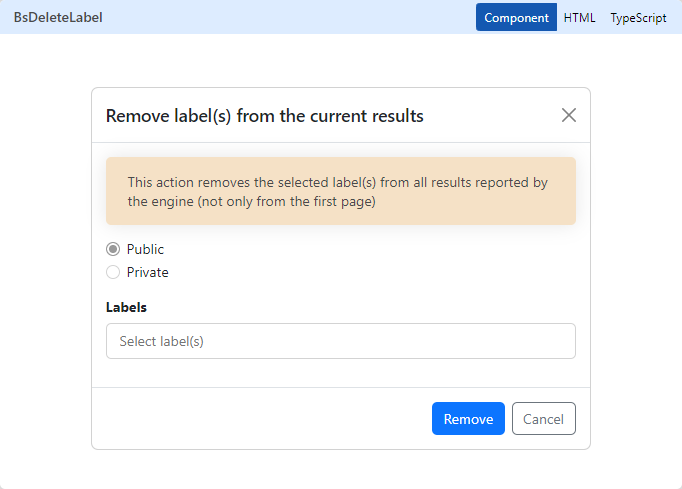 BsDeleteLabel
Component
HTML
TypeScript
Remove label(s) from the current results
This action removes the selected label(s) from all results reported by
the engine (not only from the first page)
Public
Private
Labels
Select label(s)
Remove
Cancel